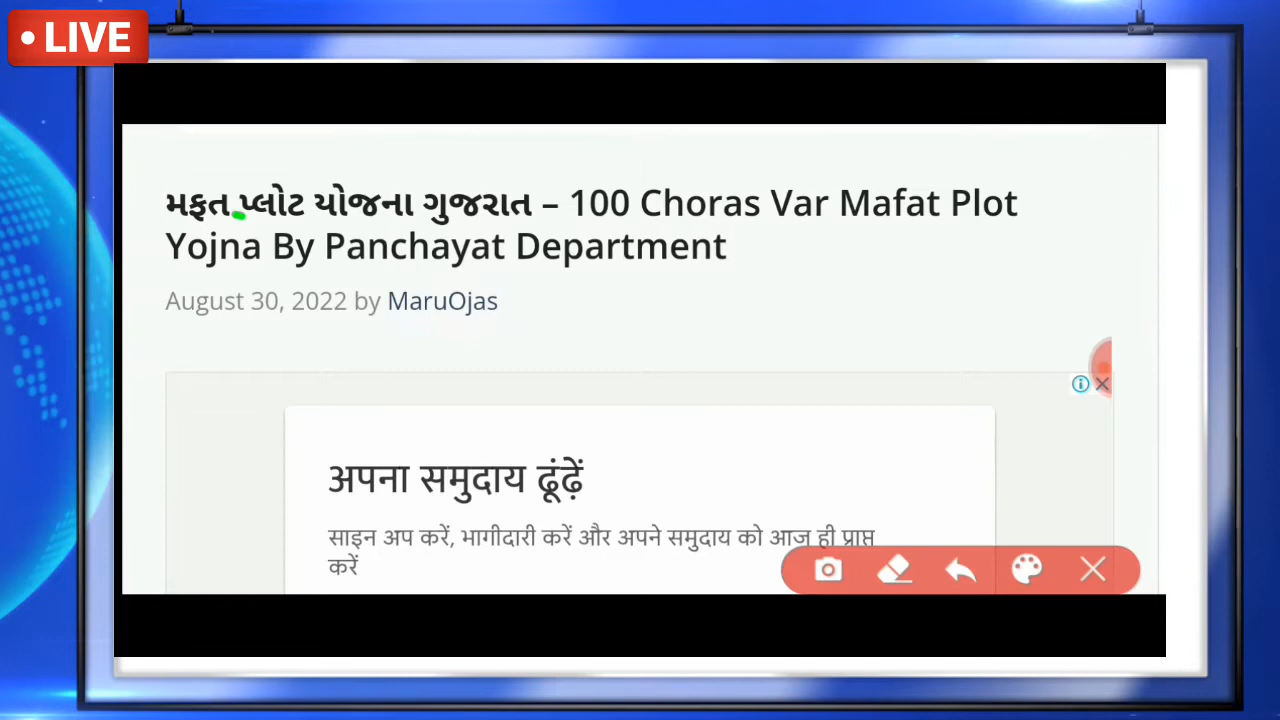 LIVE
મફત પ્લોટ યોજના ગુજરાત – 100 Choras Var Mafat Plot
Yojna By Panchayat Department
August 30, 2022 by MaruOjas
अपना समुदाय ढूंढ़ें
साइन अप करें, भागीदारी करें और अपने समुदाय को आज ही प्राप्त
करें